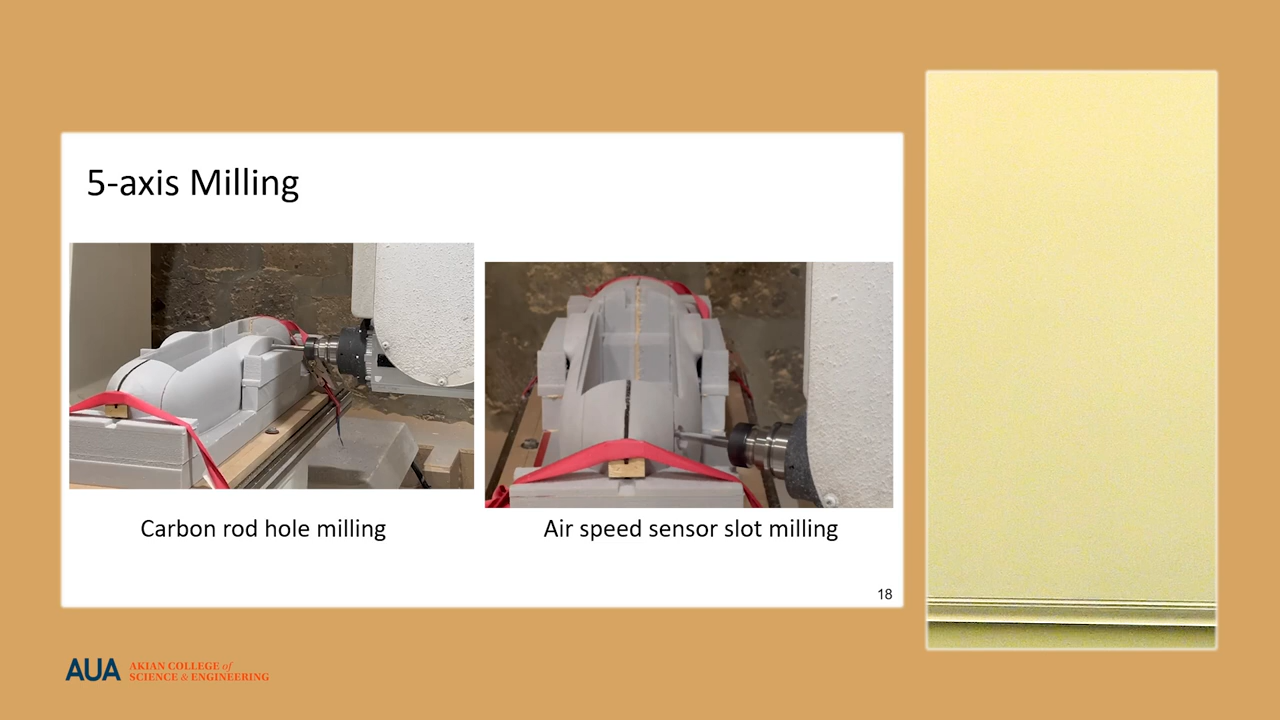 5-axis Milling
Carbon rod hole milling
Air speed sensor slot milling
18
AUA
AKIAN COLLEGE of
SCIENCE & ENGINEERING